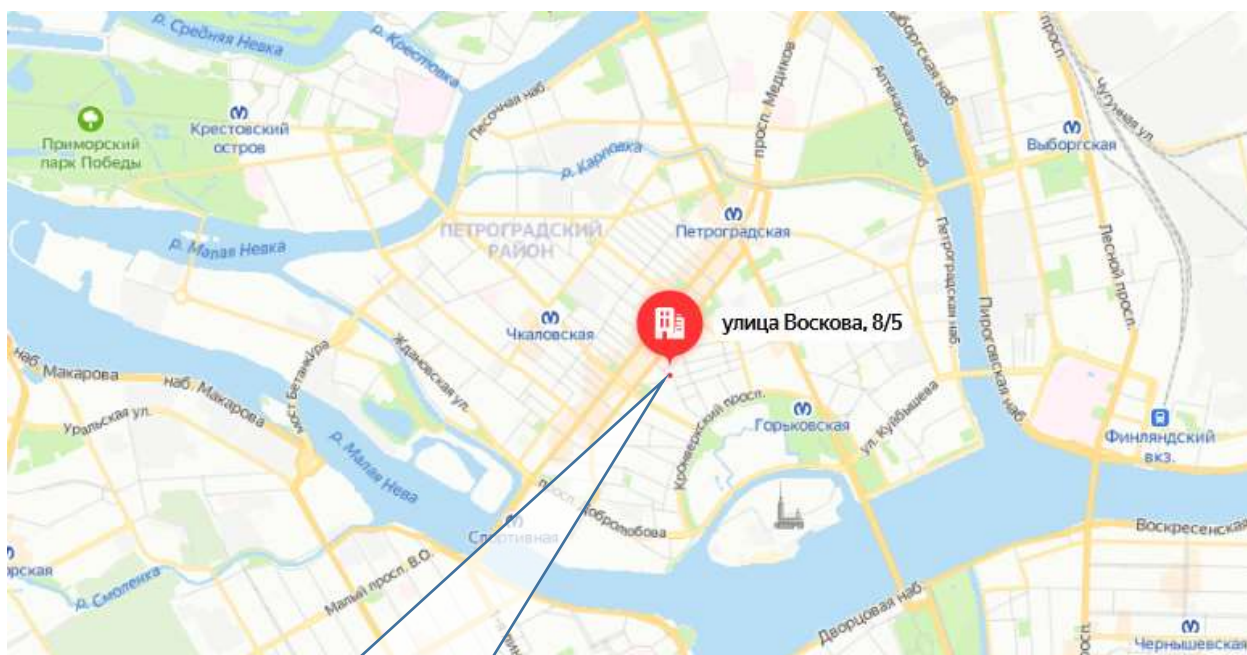 р. Средняя Невка
р. Крестовка
Песочная наб.
просп. Медиков
Аптекарская наб.
Выборгская наб.
просп.
Чугунная ул.
Приморский
парк Победы
Крестовский
остров
Выборгская
р. Карповка
р. Малая Невка
ПЕТРОГРАДСКИЙ
РАЙОН
Петроградская
Петроградская наб.
Лесной просп.
Пироговская наб.
Чкаловская
улица Воскова, 8/5
Ждановская ул.
наб. Макарова
наб. Макарова
мост Бетанкура
Уральская ул.
р. Малая Нева
Кронверкский просп.
Горьковская
ул. Куйбышева
Финляндский
вкз.
просп. Добролюбова
Спортивная
Воскресенская
орская
р. Смоленка
Малый просп. В.О.
Дворцовая наб.
Чернышевская